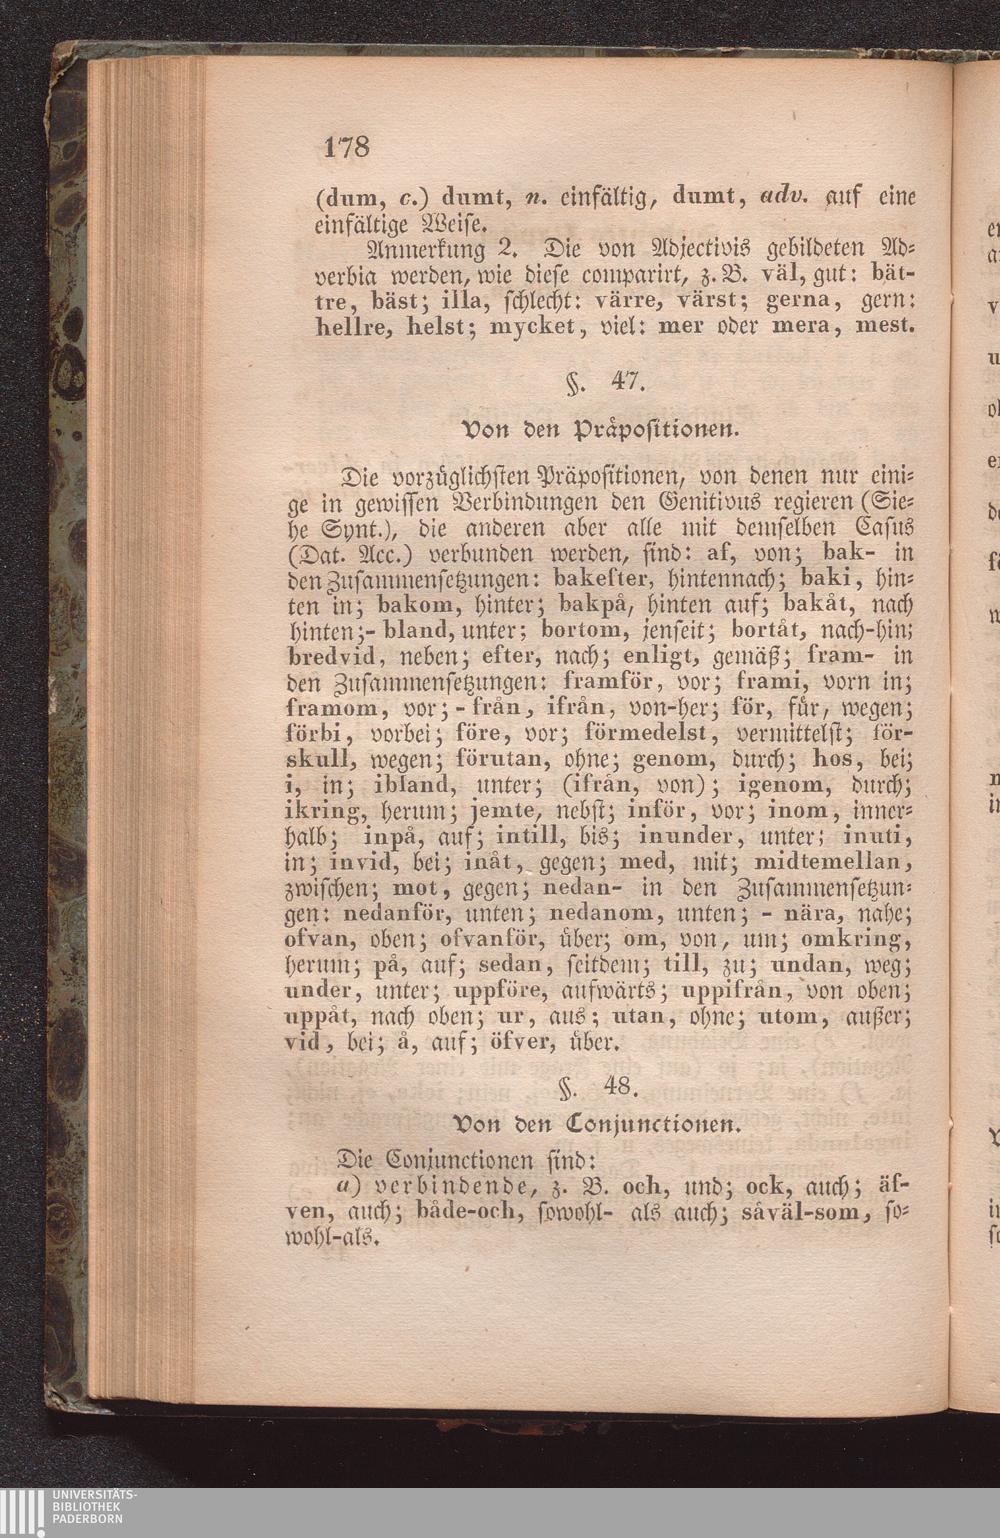 178
(dum, c.) dumt, n. einfältig, dumt, adv. auf eine
einfältige Weise.
Anmerkung 2. Die von Adjectivis gebildeten Ad-
verbia werden, wie diese comparirt, z. B. väl, gut: bät-
tre, bäst; illa, schlecht: värre, värst; gerna, gern:
hellre, helst; mycket, viel: mer oder mera, mest.
§. 47.
Von den Präpositionen.
Die vorzüglichsten Präpositionen, von denen nur eini-
ge in gewissen Verbindungen den Genitivus regieren (Sie-
he Synt.), die anderen aber alle mit demselben Casus
(Dat. Acc.) verbunden werden, sind: af, von; bak- in
den Zusammensetzungen: bakefter, hintennach; baki, hin-
ten in; bakom, hinter; bakpå, hinten auf; bakåt, nach
hinten;- bland, unter; bortom, jenseit; bortåt, nach-hin;
bredvid, neben; efter, nach; enligt, gemäß; fram- in
den Zusammensetzungen: framför, vor; frami, vorn in;
framom, vor; - från, ifrån, von-her; för, für, wegen;
förbi, vorbei; före, vor; förmedelst, vermittelst; för-
skull, wegen; förutan, ohne; genom, durch; hos, bei;
i, in; ibland, unter; (ifrån, von); igenom, durch;
ikring, herum; jemte, nebst; inför, vor; inom, inner-
halb; inpå, auf; intill, bis; inunder, unter; inuti,
in; invid, bei; inåt, gegen; med, mit; midtemellan,
zwischen; mot, gegen; nedan- in den Zusammensetzun-
gen: nedanför, unten; nedanom, unten; - nära, nahe;
ofvan, oben; ofvanför, über; om, von, um; omkring,
herum; på, auf; sedan, seitdem; till, zu; undan, weg;
under, unter; uppföre, aufwärts; uppifrån, von oben;
uppåt, nach oben; ur, aus; utan, ohne; utom, außer;
vid, bei; å, auf; öfver, über.
§. 48.
Von den Conjunctionen.
Die Conjunctionen sind:
a) verbindende, z. B. och, und; ock, auch; äf-
ven, auch; både-och, sowohl- als auch; såväl-som, so-
wohl-als.
UNIVERSITÄTS-
BIBLIOTHEK
PADERBORN